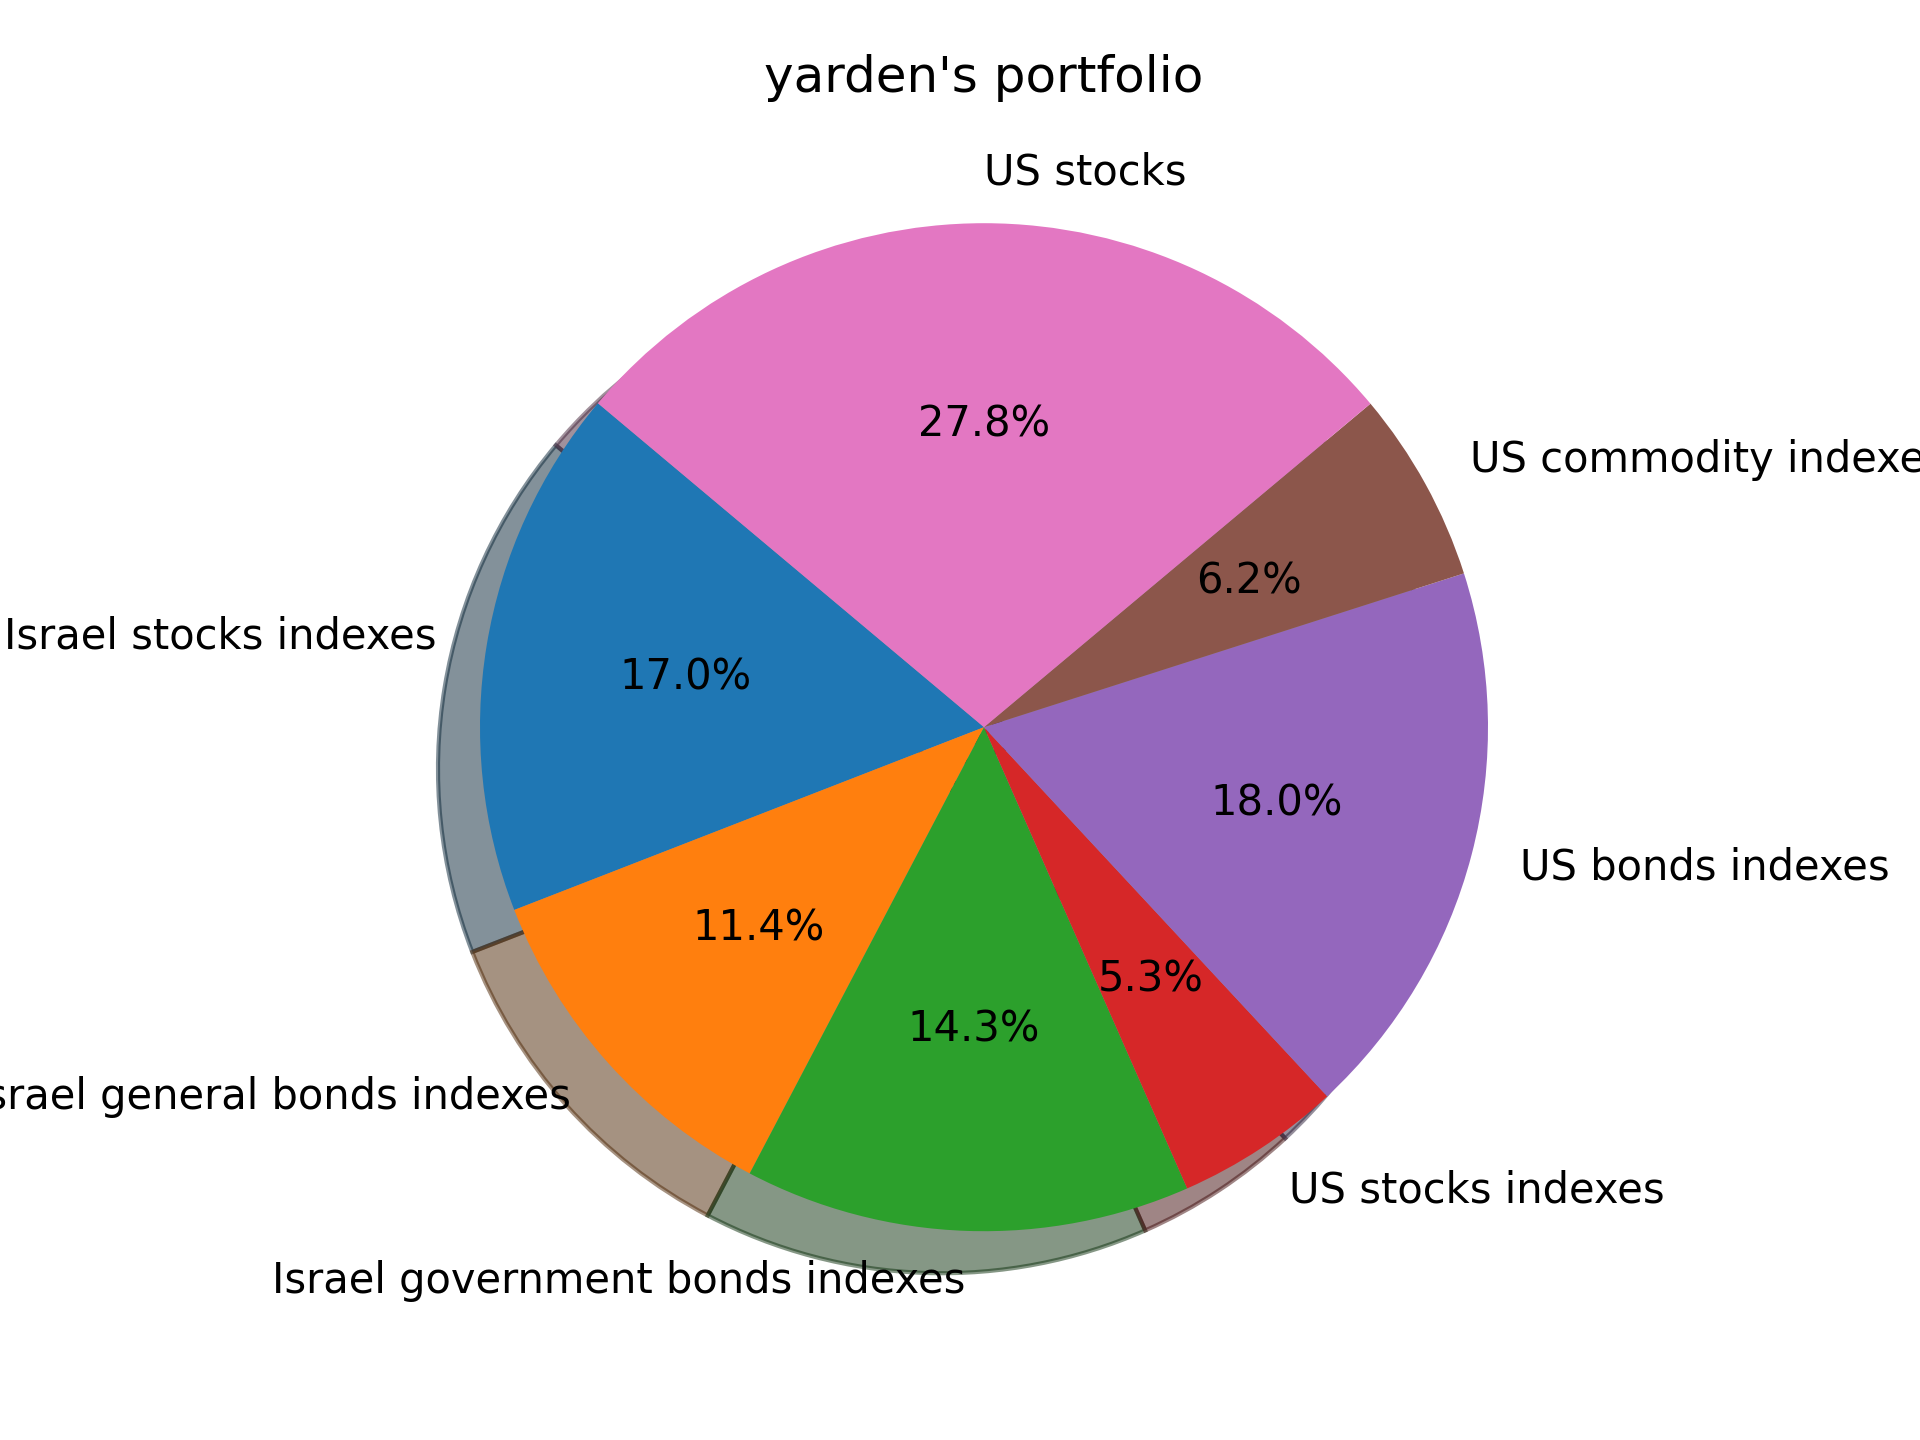 yarden's portfolio
US stocks
27.8%
US commodity indexe
6.2%
Israel stocks indexes
17.0%
18.0%
US bonds indexes
11.4%
5.3%
14.3%
srael general bonds indexes
US stocks indexes
Israel government bonds indexes